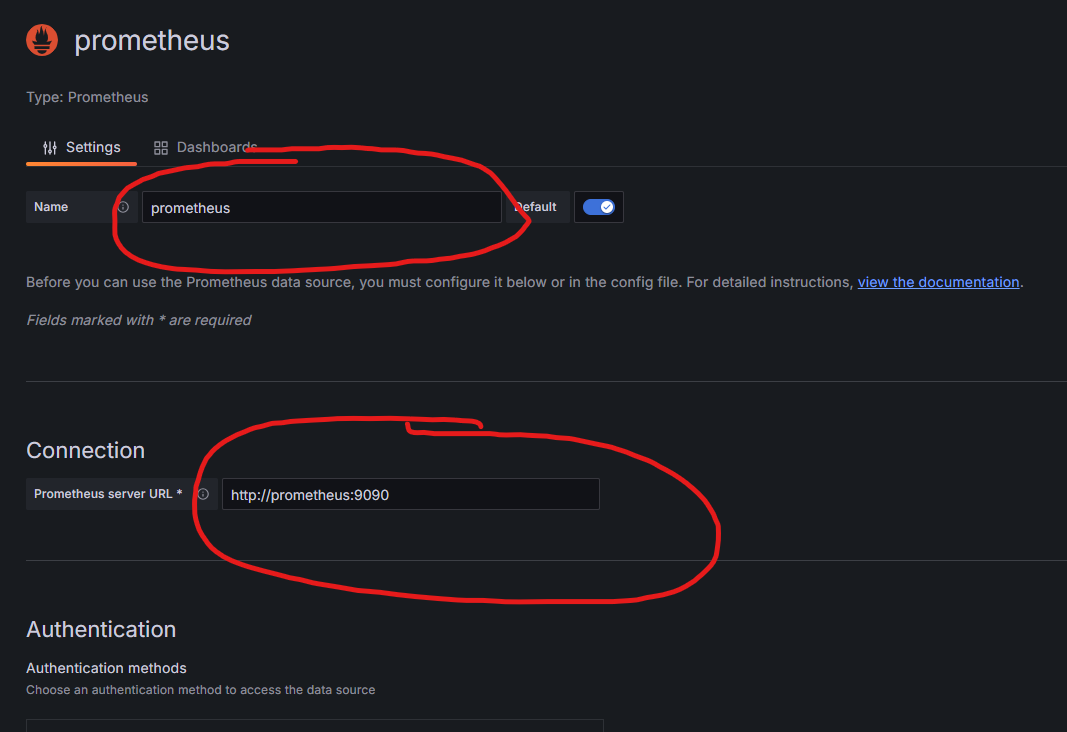 prometheus
Type: Prometheus
Settings Dashboards
Name prometheus Default
Before you can use the Prometheus data source, you must configure it below or in the config file. For detailed instructions, view the documentation.
Fields marked with * are required
Connection
Prometheus server URL * http://prometheus:9090
Authentication
Authentication methods
Choose an authentication method to access the data source